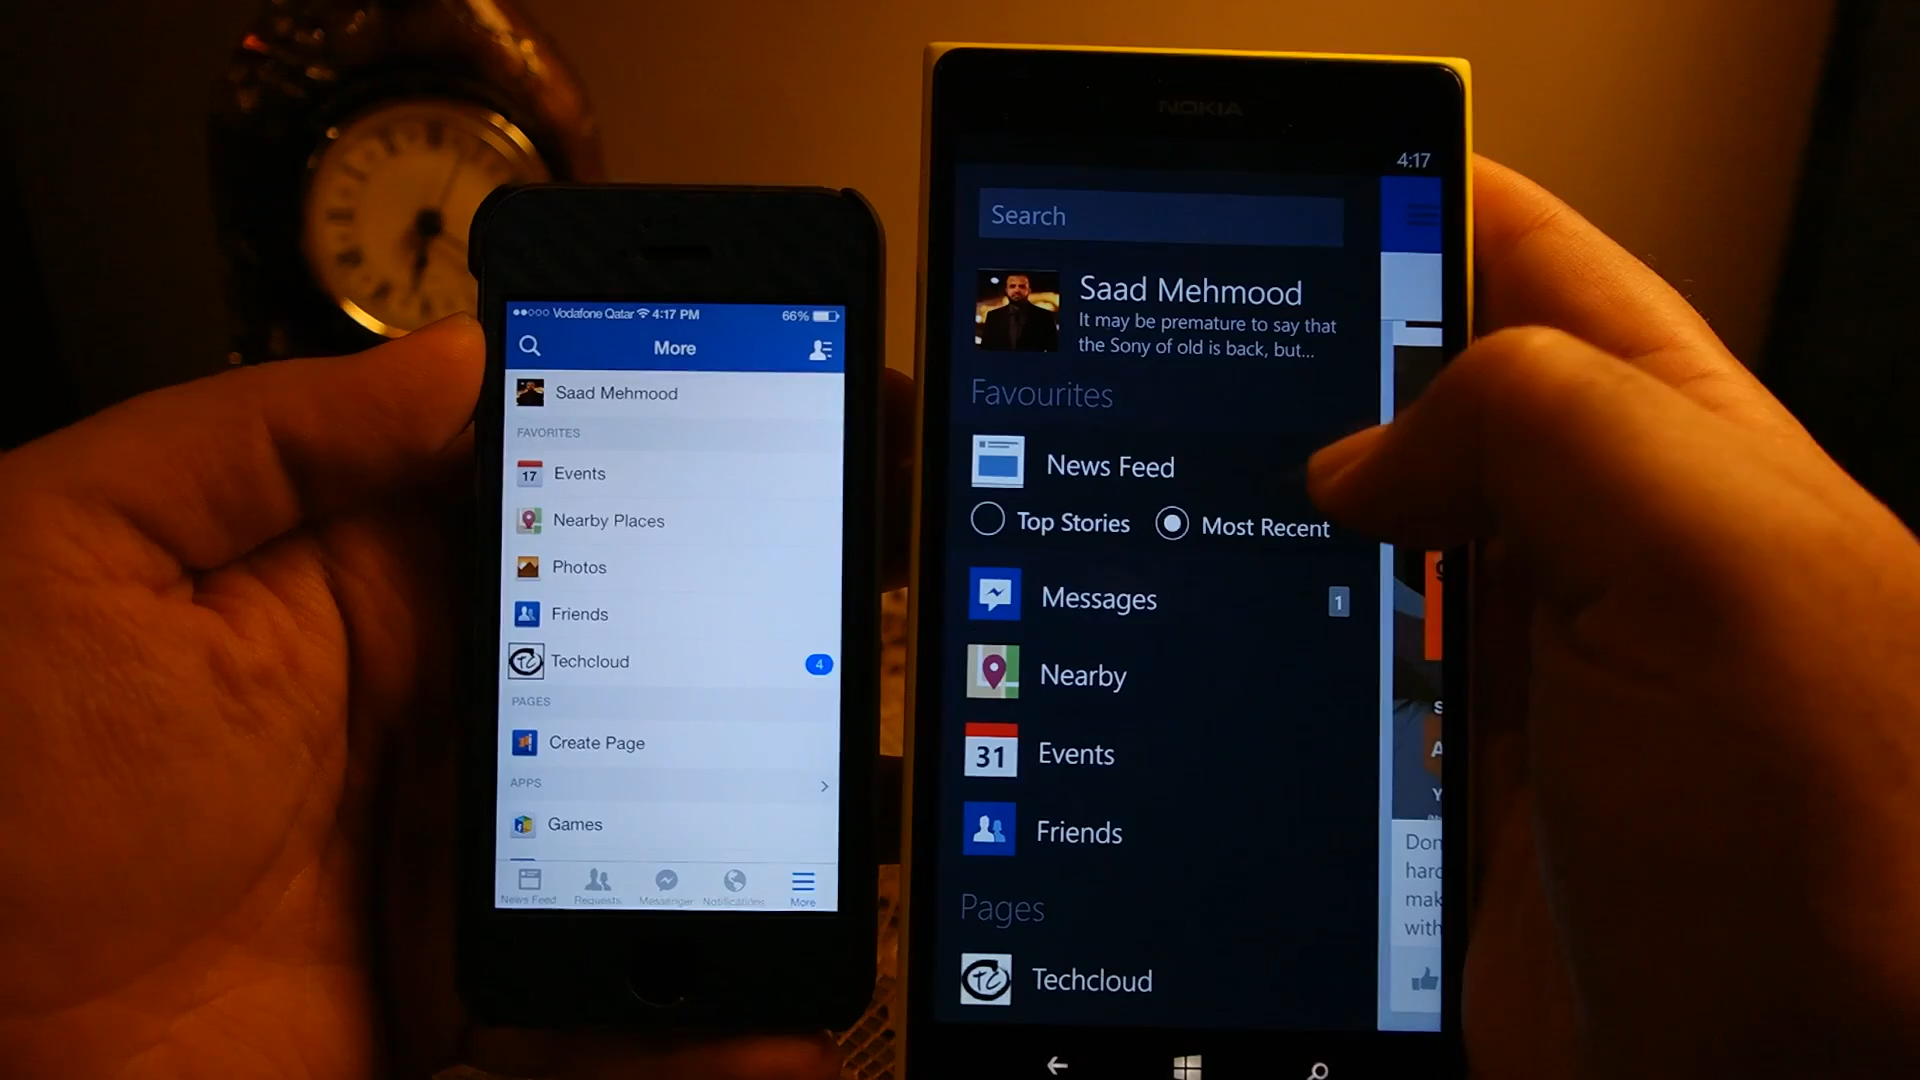 Vodafone Qatar 4:17 PM 66%
More
Saad Mehmood
FAVORITES
17 Events
Nearby Places
Photos
Friends
TC Techcloud 4
PAGES
Create Page
APPS
Games
News Feed Requests Messenger Notifications More
NOKIA
4:17
Search
Saad Mehmood
It may be premature to say that
the Sony of old is back, but...
Favourites
News Feed
Top Stories Most Recent
Messages 1
Nearby
31 Events
Friends
Pages
TC Techcloud